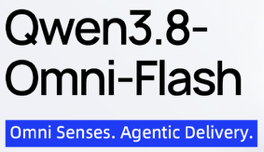 Qwen3.8-
Omni-Flash
Omni Senses. Agentic Delivery.